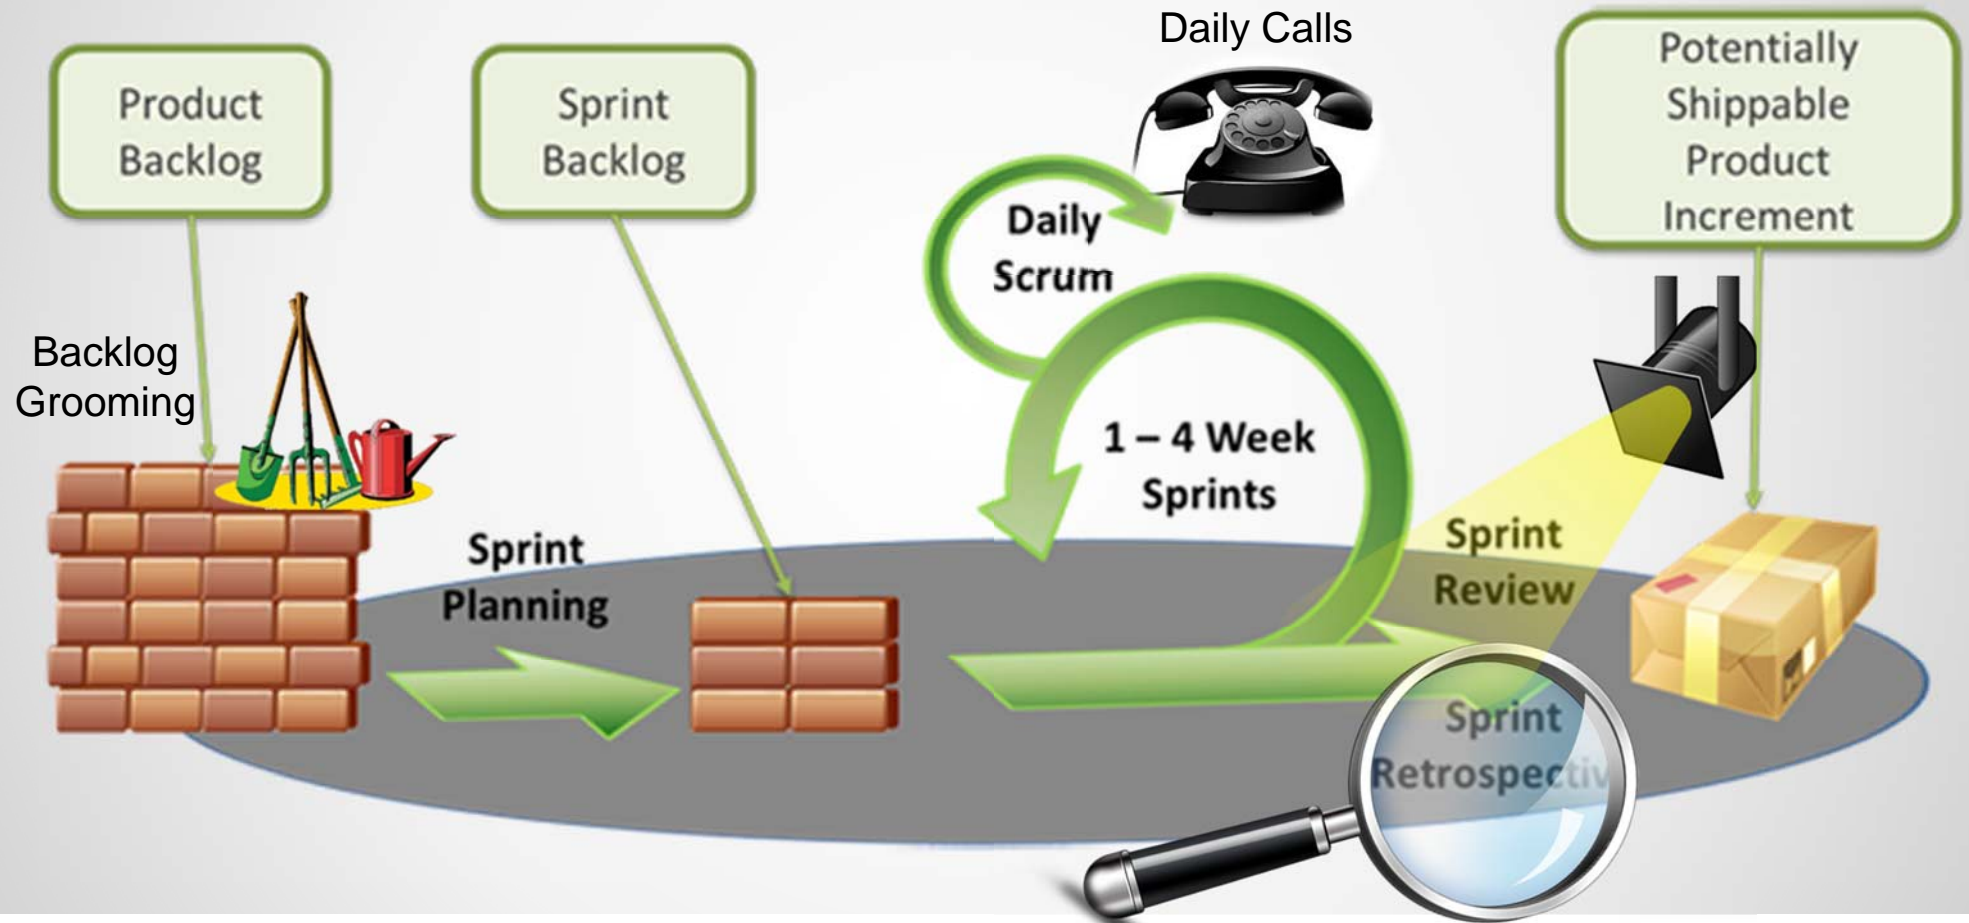 Product
Backlog
Sprint
Backlog
Daily Calls
Potentially
Shippable
Product
Increment
Daily
Scrum
Backlog
Grooming
1 – 4 Week
Sprints
Sprint
Planning
Sprint
Review
Sprint
Retrospectiv